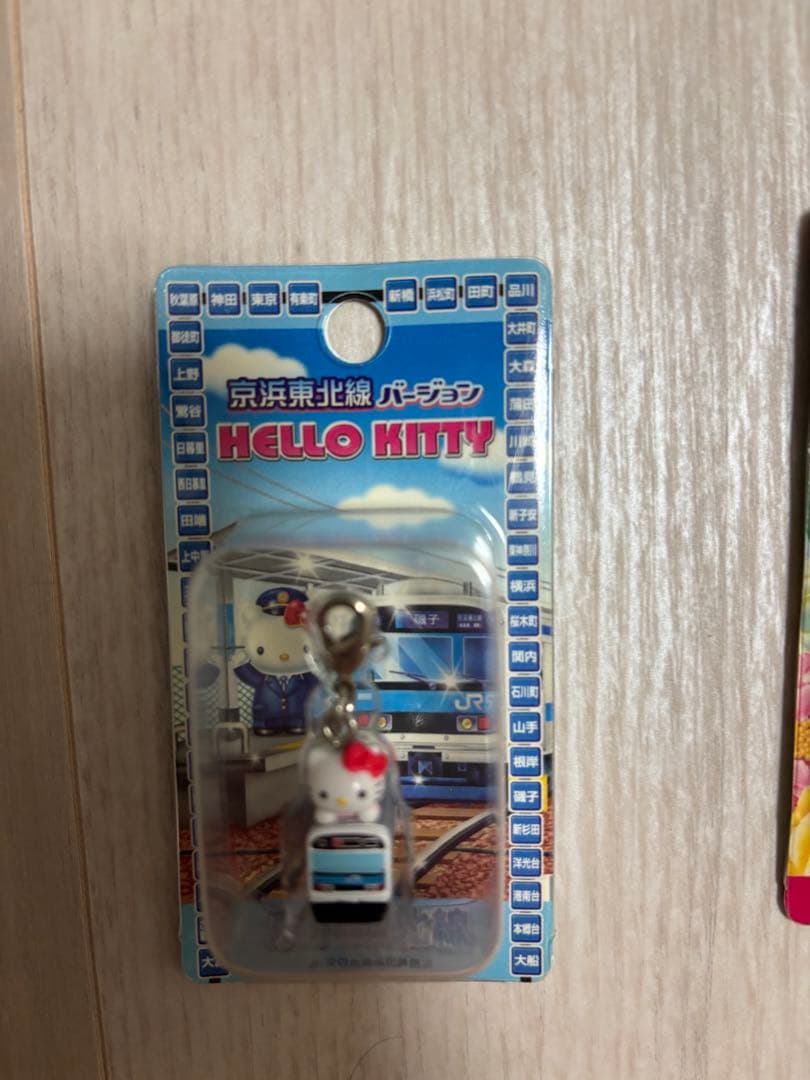 秋葉原 神田 東京 有楽町 新橋 浜松町 田町 品川
御徒町
上野
鶯谷
日暮里
西日暮里
田端
上中里
京浜東北線 バージョン
HELLO KITTY
磯子
JR
大井町
大森
蒲田
川崎
鶴見
新子安
東神奈川
横浜
桜木町
関内
石川町
山手
根岸
磯子
新杉田
洋光台
港南台
本郷台
大船